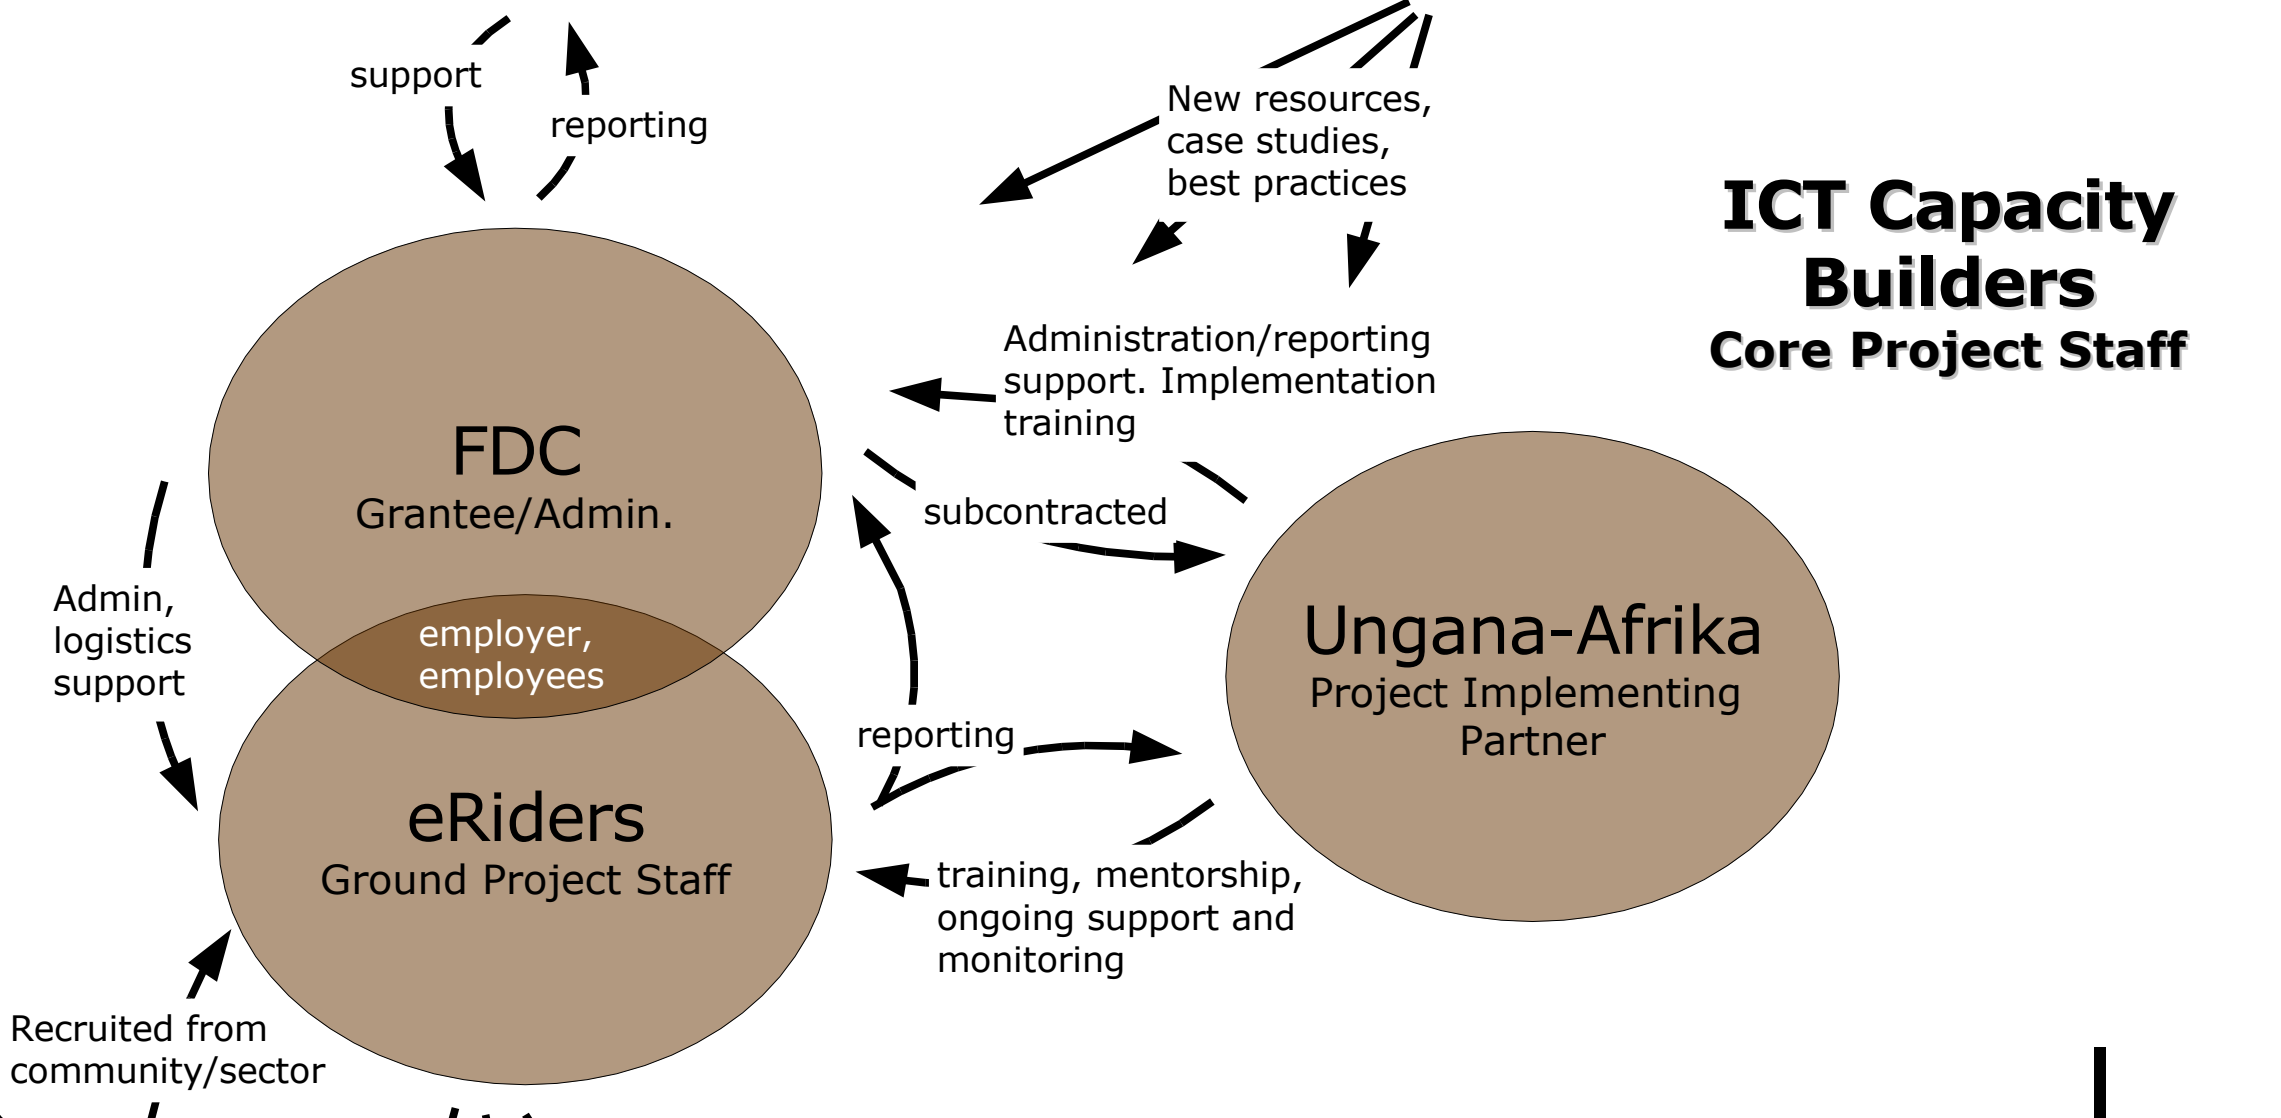 support
reporting
New resources,
case studies,
best practices
ICT Capacity
Builders
Core Project Staff
Administration/reporting
support. Implementation
training
FDC
Grantee/Admin.
subcontracted
Admin,
logistics
support
employer,
employees
Ungana-Afrika
Project Implementing
Partner
reporting
eRiders
Ground Project Staff
training, mentorship,
ongoing support and
monitoring
Recruited from
community/sector